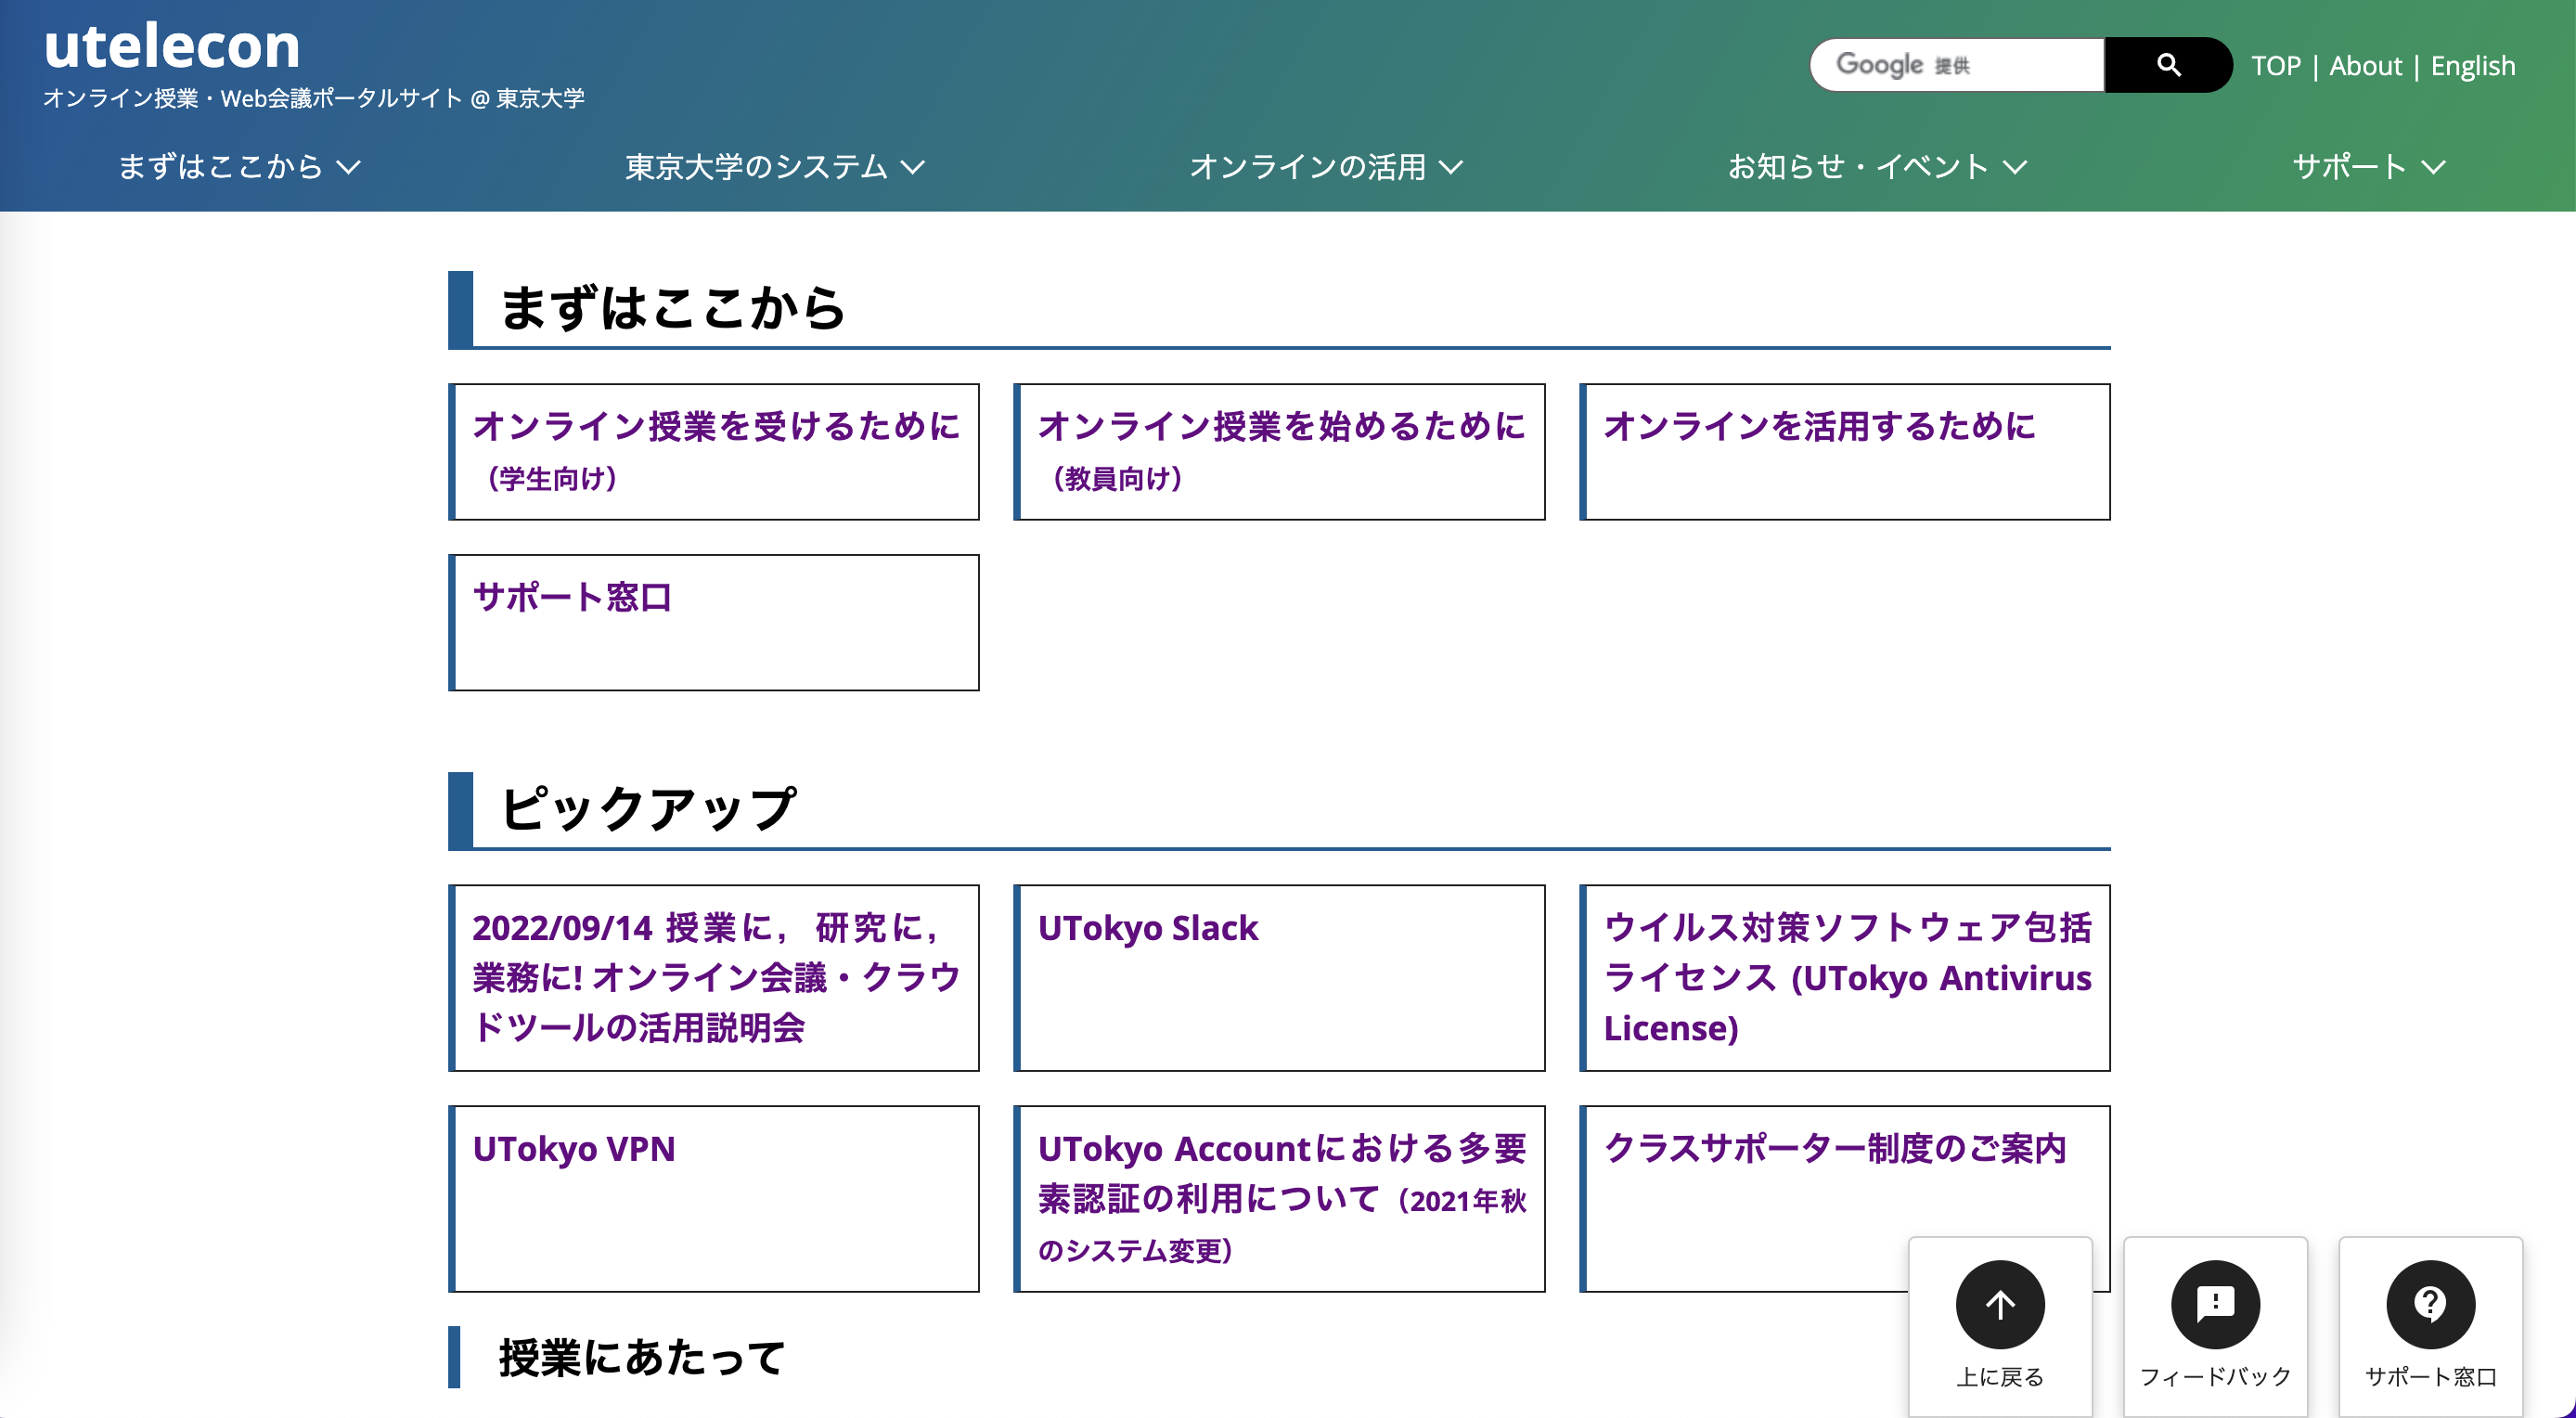 utelecon
オンライン授業・Web会議ポータルサイト @ 東京大学
Google 提供
TOP | About | English
まずはここから
東京大学のシステム
オンラインの活用
お知らせ・イベント
サポート
まずはここから
オンライン授業を受けるために
（学生向け）
オンライン授業を始めるために
（教員向け）
オンラインを活用するために
サポート窓口
ピックアップ
2022/09/14 授業に，研究に，
業務に! オンライン会議・クラウ
ドツールの活用説明会
UTokyo Slack
ウイルス対策ソフトウェア包括
ライセンス (UTokyo Antivirus
License)
UTokyo VPN
UTokyo Accountにおける多要
素認証の利用について（2021年秋
のシステム変更）
クラスサポーター制度のご案内
授業にあたって
上に戻る
フィードバック
サポート窓口